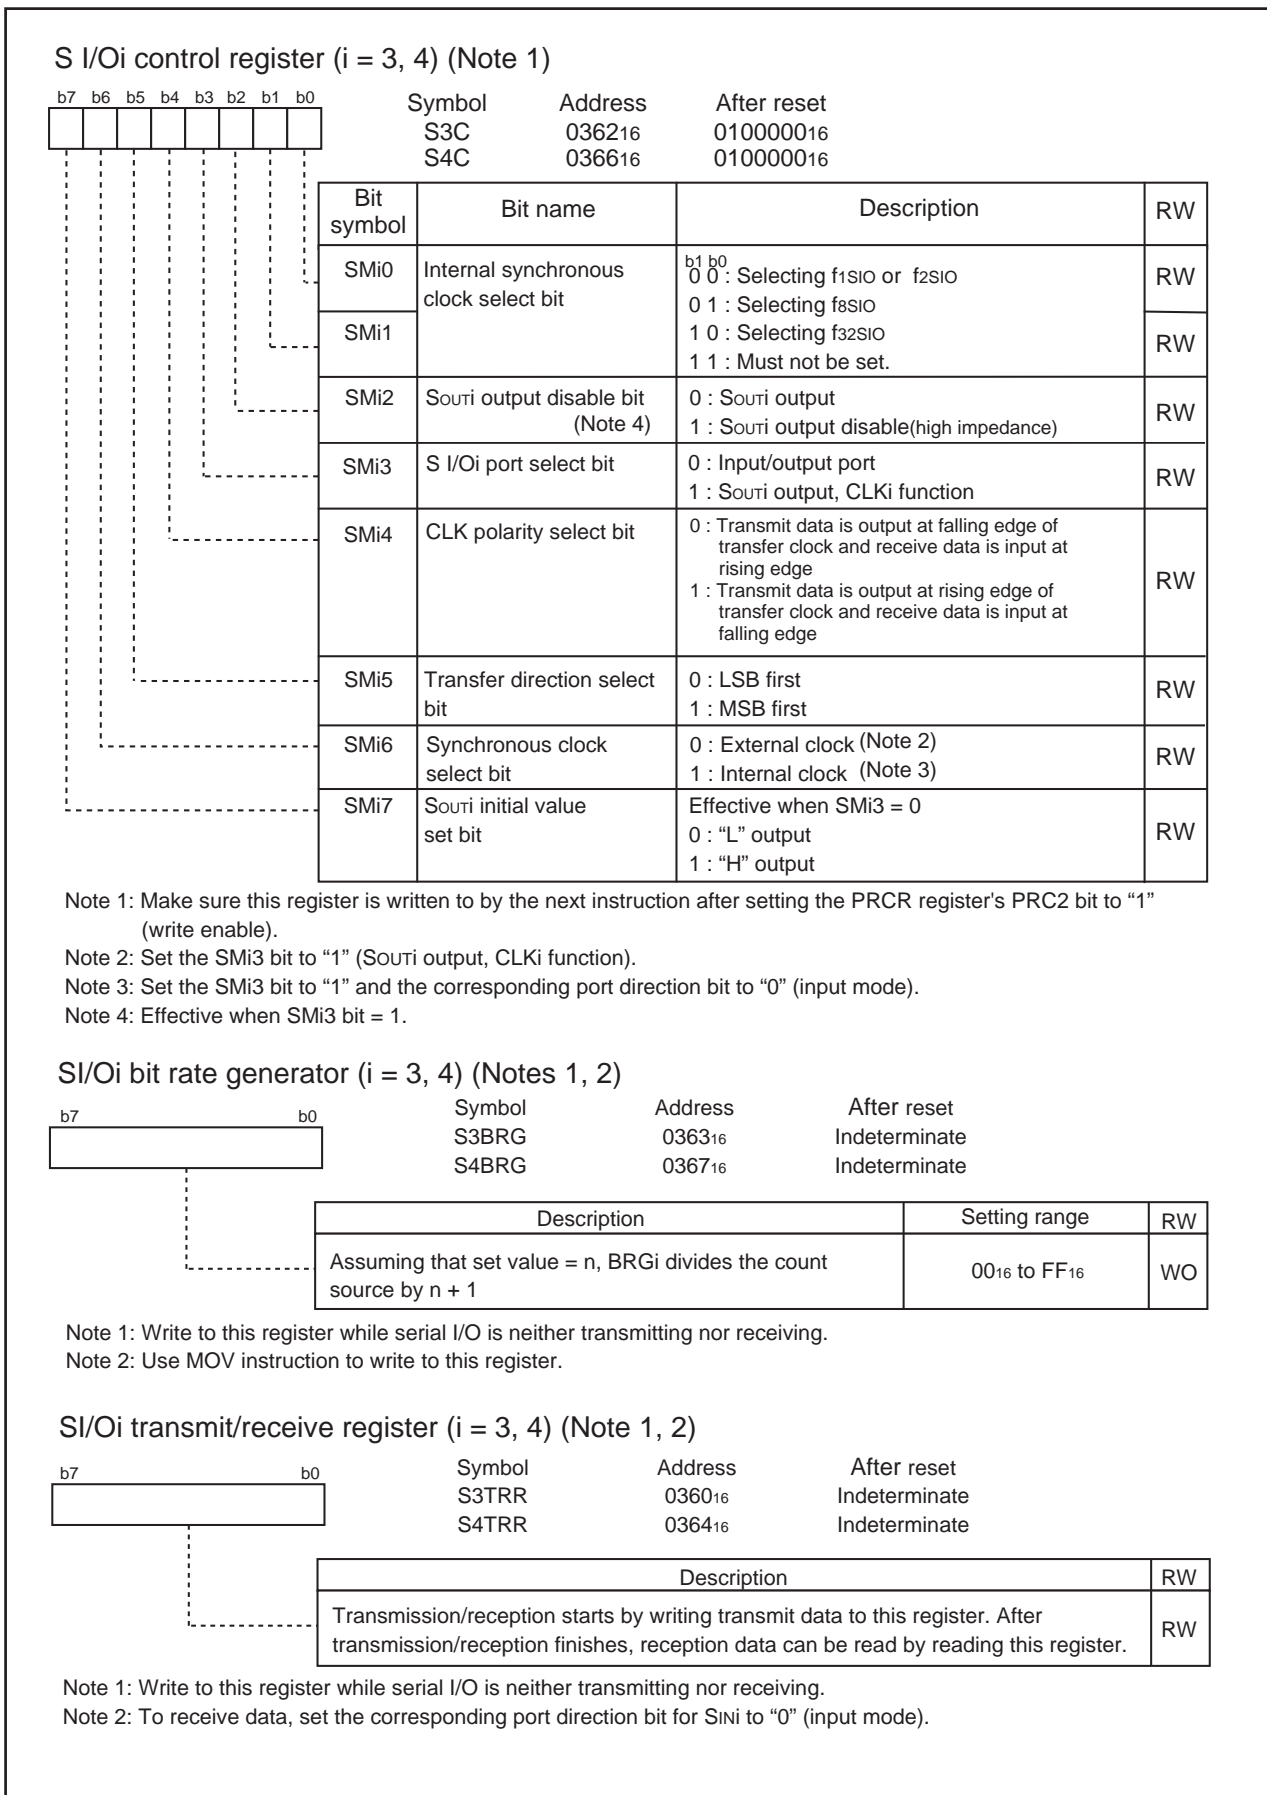 S I/Oi control register (i = 3, 4) (Note 1)
b7 b6 b5 b4 b3 b2 b1 b0
Symbol Address After reset
S3C 036216 010000016
S4C 036616 010000016
Bit symbol Bit name Description RW
SMi0 Internal synchronous clock select bit b1 b0
0 0 : Selecting f1SIO or f2SIO RW
0 1 : Selecting f8SIO
SMi1 1 0 : Selecting f32SIO RW
1 1 : Must not be set.
SMi2 SOUTi output disable bit 0 : SOUTi output RW
(Note 4) 1 : SOUTi output disable(high impedance)
SMi3 S I/Oi port select bit 0 : Input/output port RW
1 : SOUTi output, CLKi function
SMi4 CLK polarity select bit 0 : Transmit data is output at falling edge of
transfer clock and receive data is input at
rising edge
1 : Transmit data is output at rising edge of RW
transfer clock and receive data is input at
falling edge
SMi5 Transfer direction select 0 : LSB first RW
bit 1 : MSB first
SMi6 Synchronous clock 0 : External clock (Note 2) RW
select bit 1 : Internal clock (Note 3)
SMi7 SOUTi initial value Effective when SMi3 = 0
set bit 0 : “L” output RW
1 : “H” output
Note 1: Make sure this register is written to by the next instruction after setting the PRCR register's PRC2 bit to “1”
(write enable).
Note 2: Set the SMi3 bit to “1” (SOUTi output, CLKi function).
Note 3: Set the SMi3 bit to “1” and the corresponding port direction bit to “0” (input mode).
Note 4: Effective when SMi3 bit = 1.
SI/Oi bit rate generator (i = 3, 4) (Notes 1, 2)
b7 b0
Symbol Address After reset
S3BRG 036316 Indeterminate
S4BRG 036716 Indeterminate
Description Setting range RW
Assuming that set value = n, BRGi divides the count 0016 to FF16 WO
source by n + 1
Note 1: Write to this register while serial I/O is neither transmitting nor receiving.
Note 2: Use MOV instruction to write to this register.
SI/Oi transmit/receive register (i = 3, 4) (Note 1, 2)
b7 b0
Symbol Address After reset
S3TRR 036016 Indeterminate
S4TRR 036416 Indeterminate
Description RW
Transmission/reception starts by writing transmit data to this register. After RW
transmission/reception finishes, reception data can be read by reading this register.
Note 1: Write to this register while serial I/O is neither transmitting nor receiving.
Note 2: To receive data, set the corresponding port direction bit for SINi to “0” (input mode).